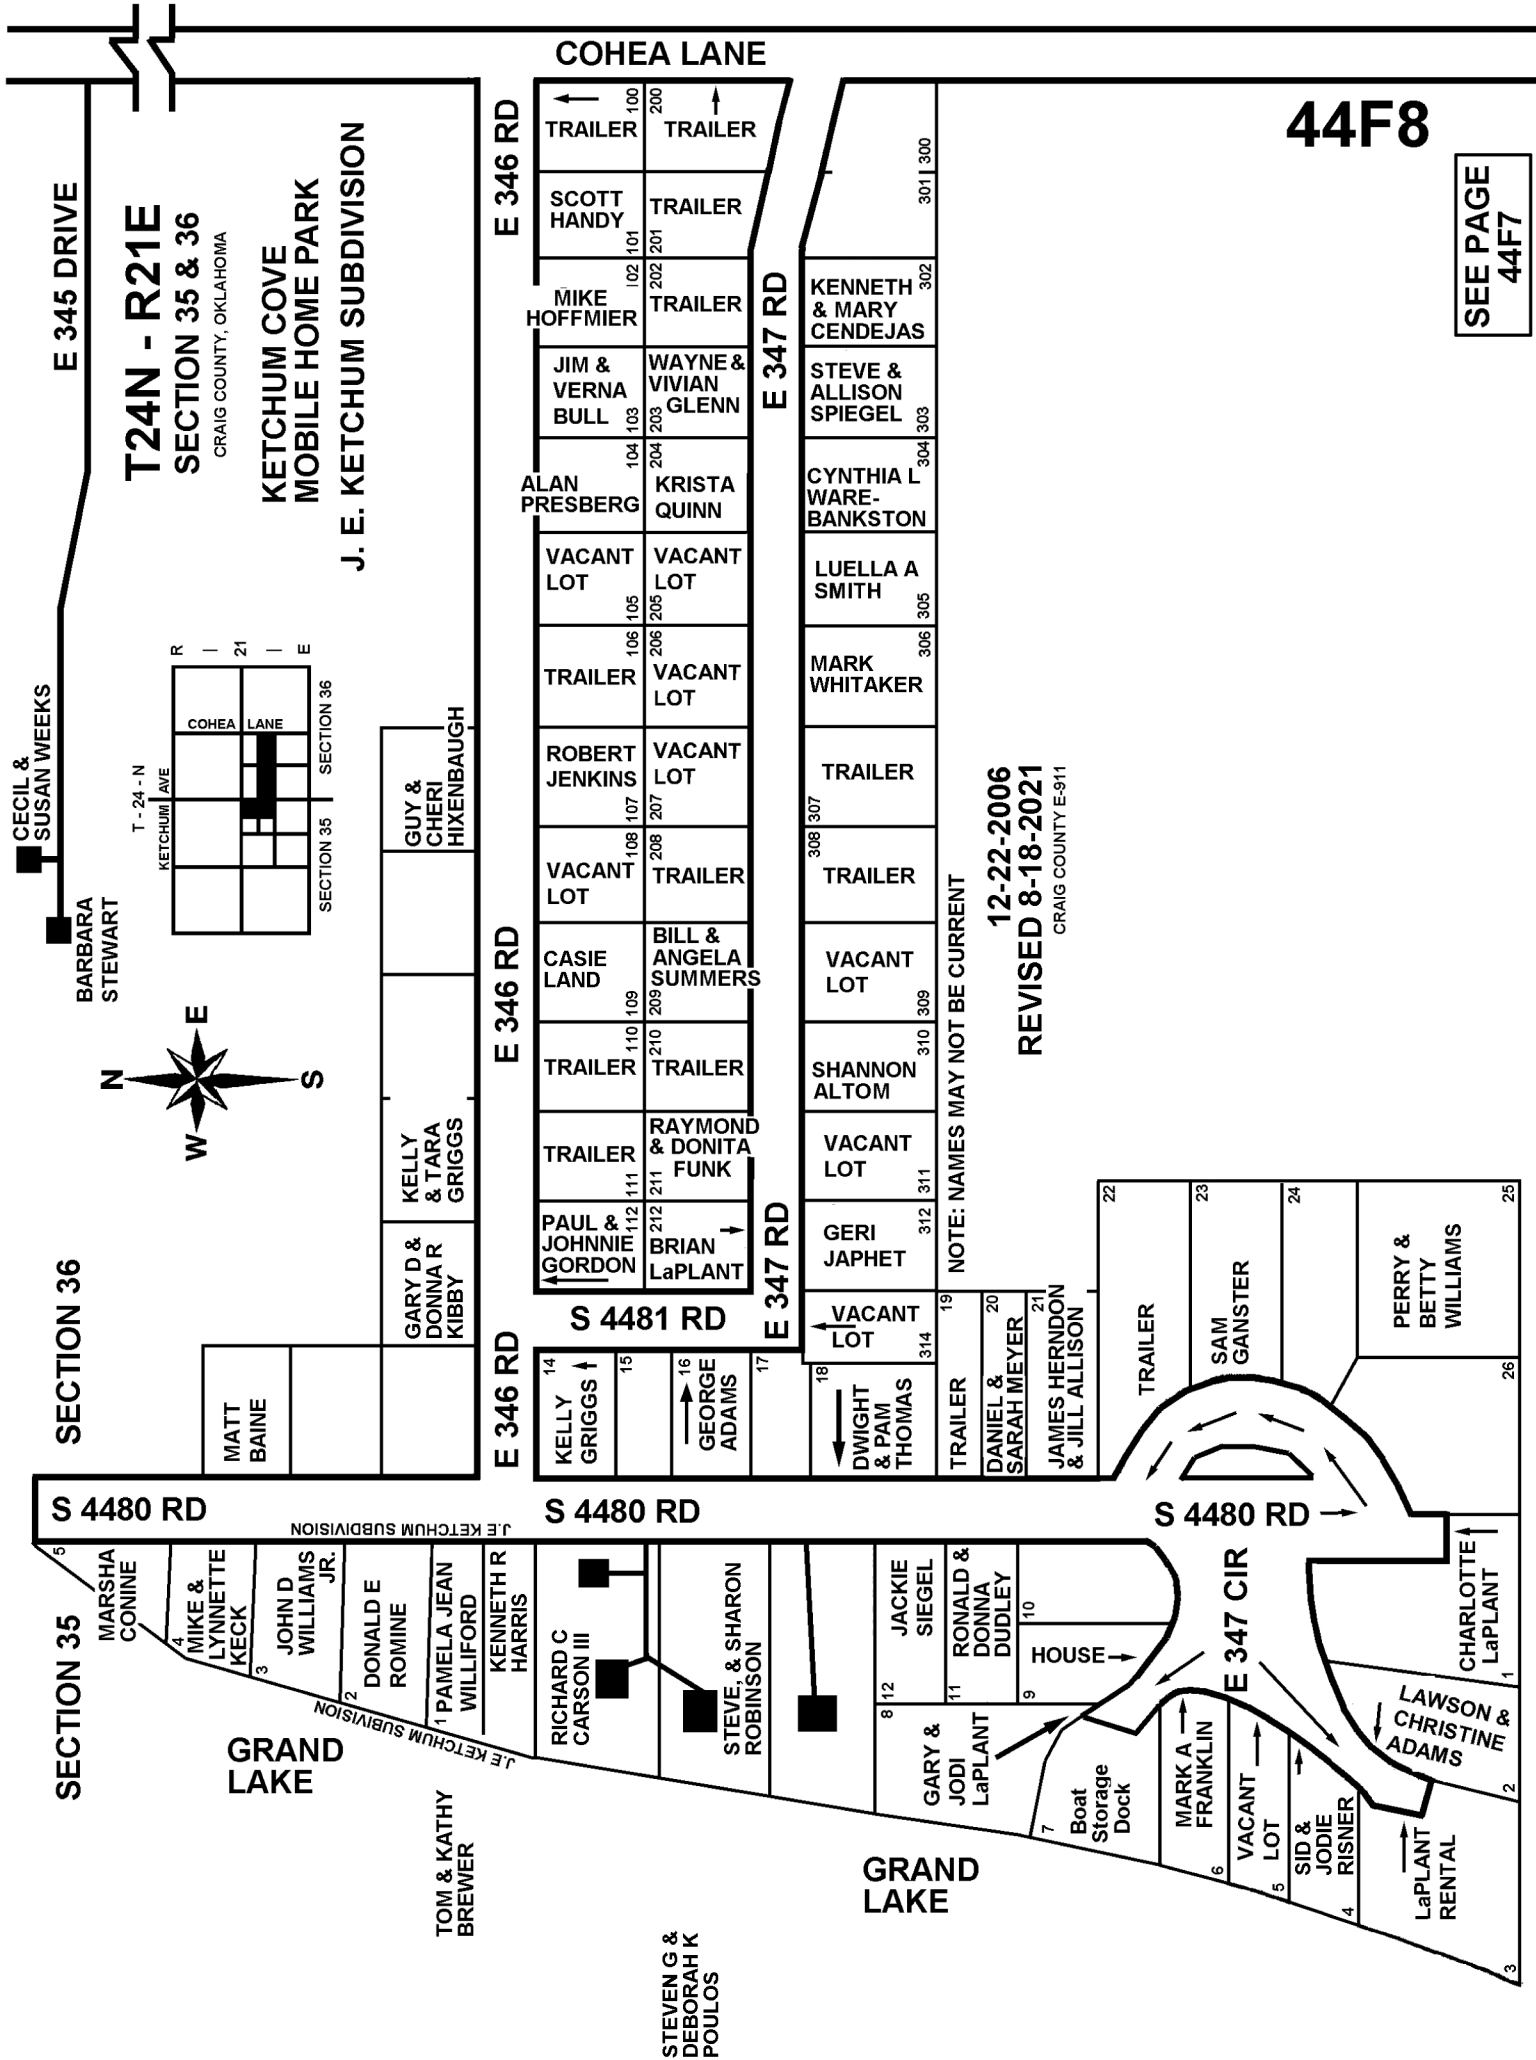 COHEA LANE
44F8
SEE PAGE
44F7
E 345 DRIVE
T24N - R21E
SECTION 35 & 36
CRAIG COUNTY, OKLAHOMA
KETCHUM COVE
MOBILE HOME PARK
J. E. KETCHUM SUBDIVISION
CECIL &
SUSAN WEEKS
BARBARA
STEWART
T - 24 - N
R
|
21
|
E
KETCHUM AVE
COHEA LANE
SECTION 35
SECTION 36
N
E
S
W
GUY &
CHERI
HIXENBAUGH
KELLY
& TARA
GRIGGS
GARY D &
DONNA R
KIBBY
MATT
BAINE
SECTION 36
SECTION 35
E 346 RD
E 346 RD
E 346 RD
TRAILER
100
SCOTT
HANDY
101
MIKE
HOFFMIER
102
JIM &
VERNA
BULL
103
ALAN
PRESBERG
104
VACANT
LOT
105
TRAILER
106
ROBERT
JENKINS
107
VACANT
LOT
108
CASIE
LAND
109
TRAILER
110
TRAILER
111
PAUL &
JOHNNIE
GORDON
112
TRAILER
200
TRAILER
201
TRAILER
202
WAYNE &
VIVIAN
GLENN
203
KRISTA
QUINN
204
VACANT
LOT
205
VACANT
LOT
206
VACANT
LOT
207
TRAILER
208
BILL &
ANGELA
SUMMERS
209
TRAILER
210
RAYMOND
& DONITA
FUNK
211
BRIAN
LaPLANT
212
E 347 RD
E 347 RD
S 4481 RD
300
301
KENNETH
& MARY
CENDEJAS
302
STEVE &
ALLISON
SPIEGEL
303
CYNTHIA L
WARE-
BANKSTON
304
LUELLA A
SMITH
305
MARK
WHITAKER
306
TRAILER
307
TRAILER
308
VACANT
LOT
309
SHANNON
ALTOM
310
VACANT
LOT
311
GERI
JAPHET
312
VACANT
LOT
314
NOTE: NAMES MAY NOT BE CURRENT
12-22-2006
REVISED 8-18-2021
CRAIG COUNTY E-911
14
KELLY
GRIGGS
15
16
GEORGE
ADAMS
17
18
DWIGHT
& PAM
THOMAS
19
TRAILER
20
DANIEL &
SARAH MEYER
21
JAMES HERNDON
& JILL ALLISON
22
TRAILER
23
SAM
GANSTER
24
25
PERRY &
BETTY
WILLIAMS
26
S 4480 RD
S 4480 RD
S 4480 RD
J.E KETCHUM SUBDIVISION
J.E KETCHUM SUBIVISION
5
MARSHA
CONINE
4
MIKE &
LYNNETTE
KECK
3
JOHN D
WILLIAMS
JR.
2
DONALD E
ROMINE
1
PAMELA JEAN
WILLIFORD
KENNETH R
HARRIS
RICHARD C
CARSON III
STEVE, & SHARON
ROBINSON
12
JACKIE
SIEGEL
11
RONALD &
DONNA
DUDLEY
10
9
HOUSE
8
GARY &
JODI
LaPLANT
7
Boat
Storage
Dock
6
MARK A
FRANKLIN
5
VACANT
LOT
4
SID &
JODIE
RISNER
3
LaPLANT
RENTAL
2
LAWSON &
CHRISTINE
ADAMS
1
CHARLOTTE
LaPLANT
E 347 CIR
GRAND
LAKE
GRAND
LAKE
TOM & KATHY
BREWER
STEVEN G &
DEBORAH K
POULOS